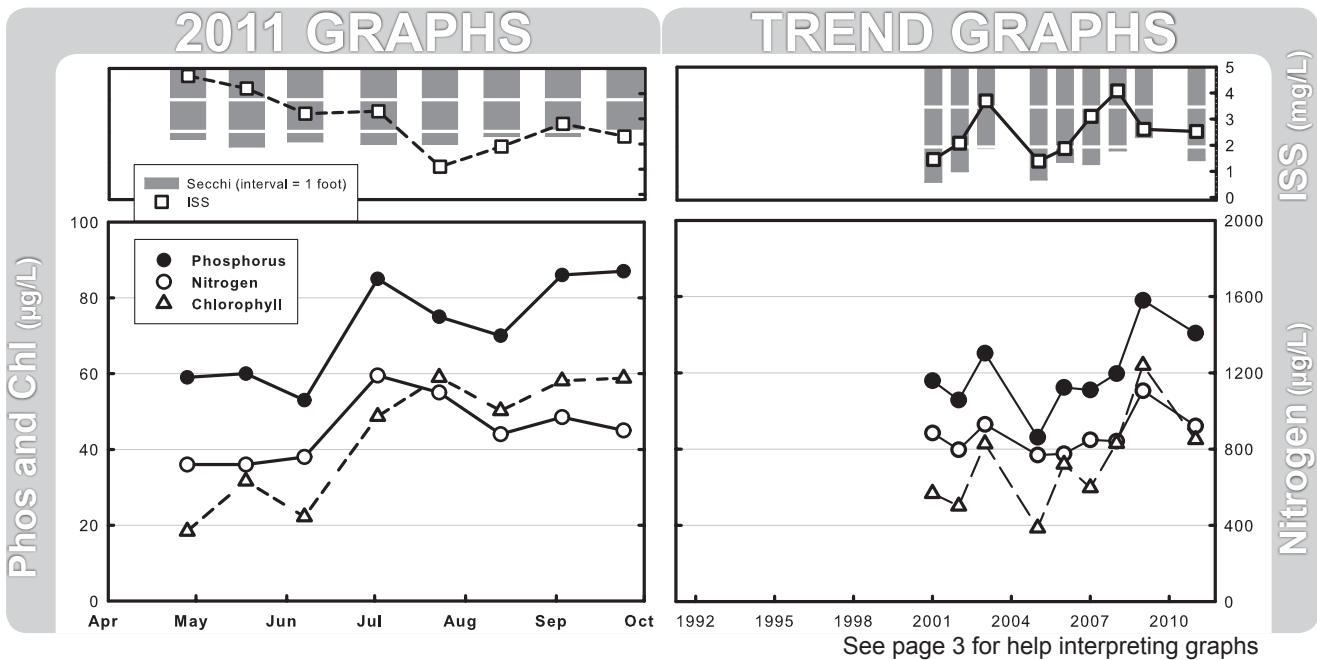 2011 GRAPHS
TREND GRAPHS
Secchi (interval = 1 foot)
ISS
5
4
3
2
1
0
ISS (mg/L)
Phos and Chl (µg/L)
100
80
60
40
20
0
Phosphorus
Nitrogen
Chlorophyll
Apr May Jun Jul Aug Sep Oct
2000
1600
1200
800
400
0
Nitrogen (µg/L)
1992 1995 1998 2001 2004 2007 2010
See page 3 for help interpreting graphs